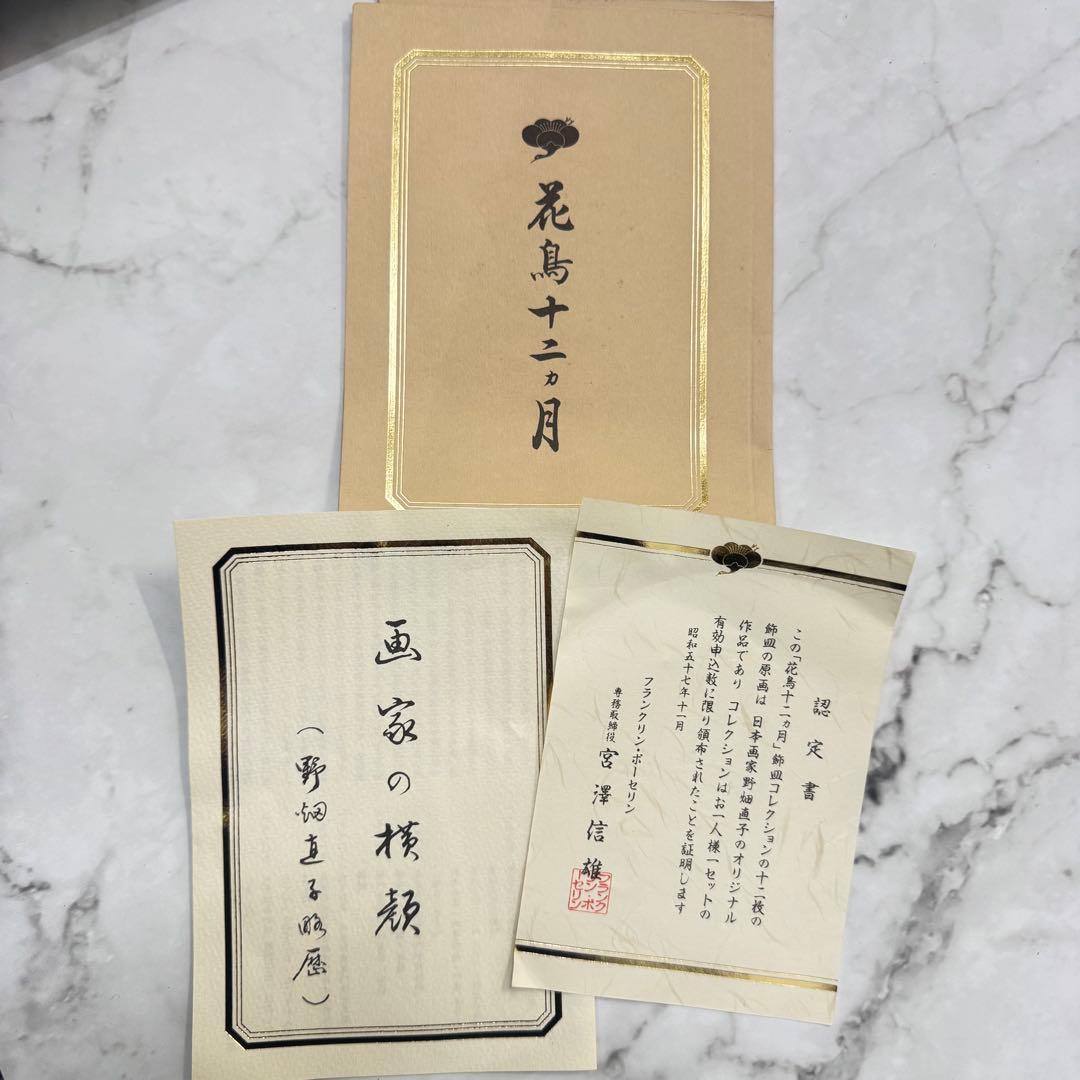 花鳥十二ヵ月
画家の横顔
(野畑直子略歴)
認定書
この「花鳥十二ヵ月」飾皿コレクションの十二枚の
飾皿の原画は 日本画家野畑直子のオリジナル
作品であり コレクションはお一人様一セットの
有効申込数に限り頒布されたことを証明します
昭和五十七年十一月
フランクリン・ポーセリン
専務取締役 宮澤信雄
フランク
リン・ポ
ーセリン